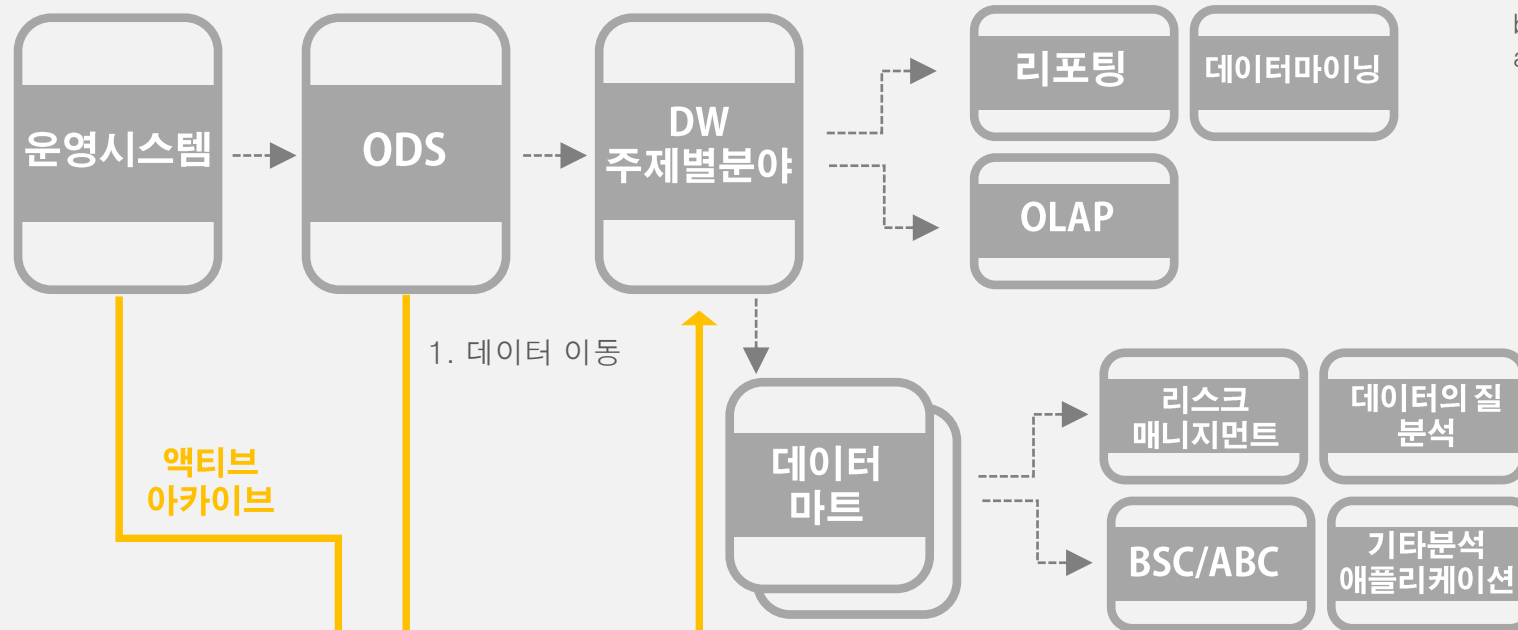 운영시스템
ODS
DW
주제별분야
리포팅
데이터마이닝
OLAP
1. 데이터 이동
액티브
아카이브
데이터
마트
리스크
매니지먼트
데이터의 질
분석
BSC/ABC
기타분석
애플리케이션